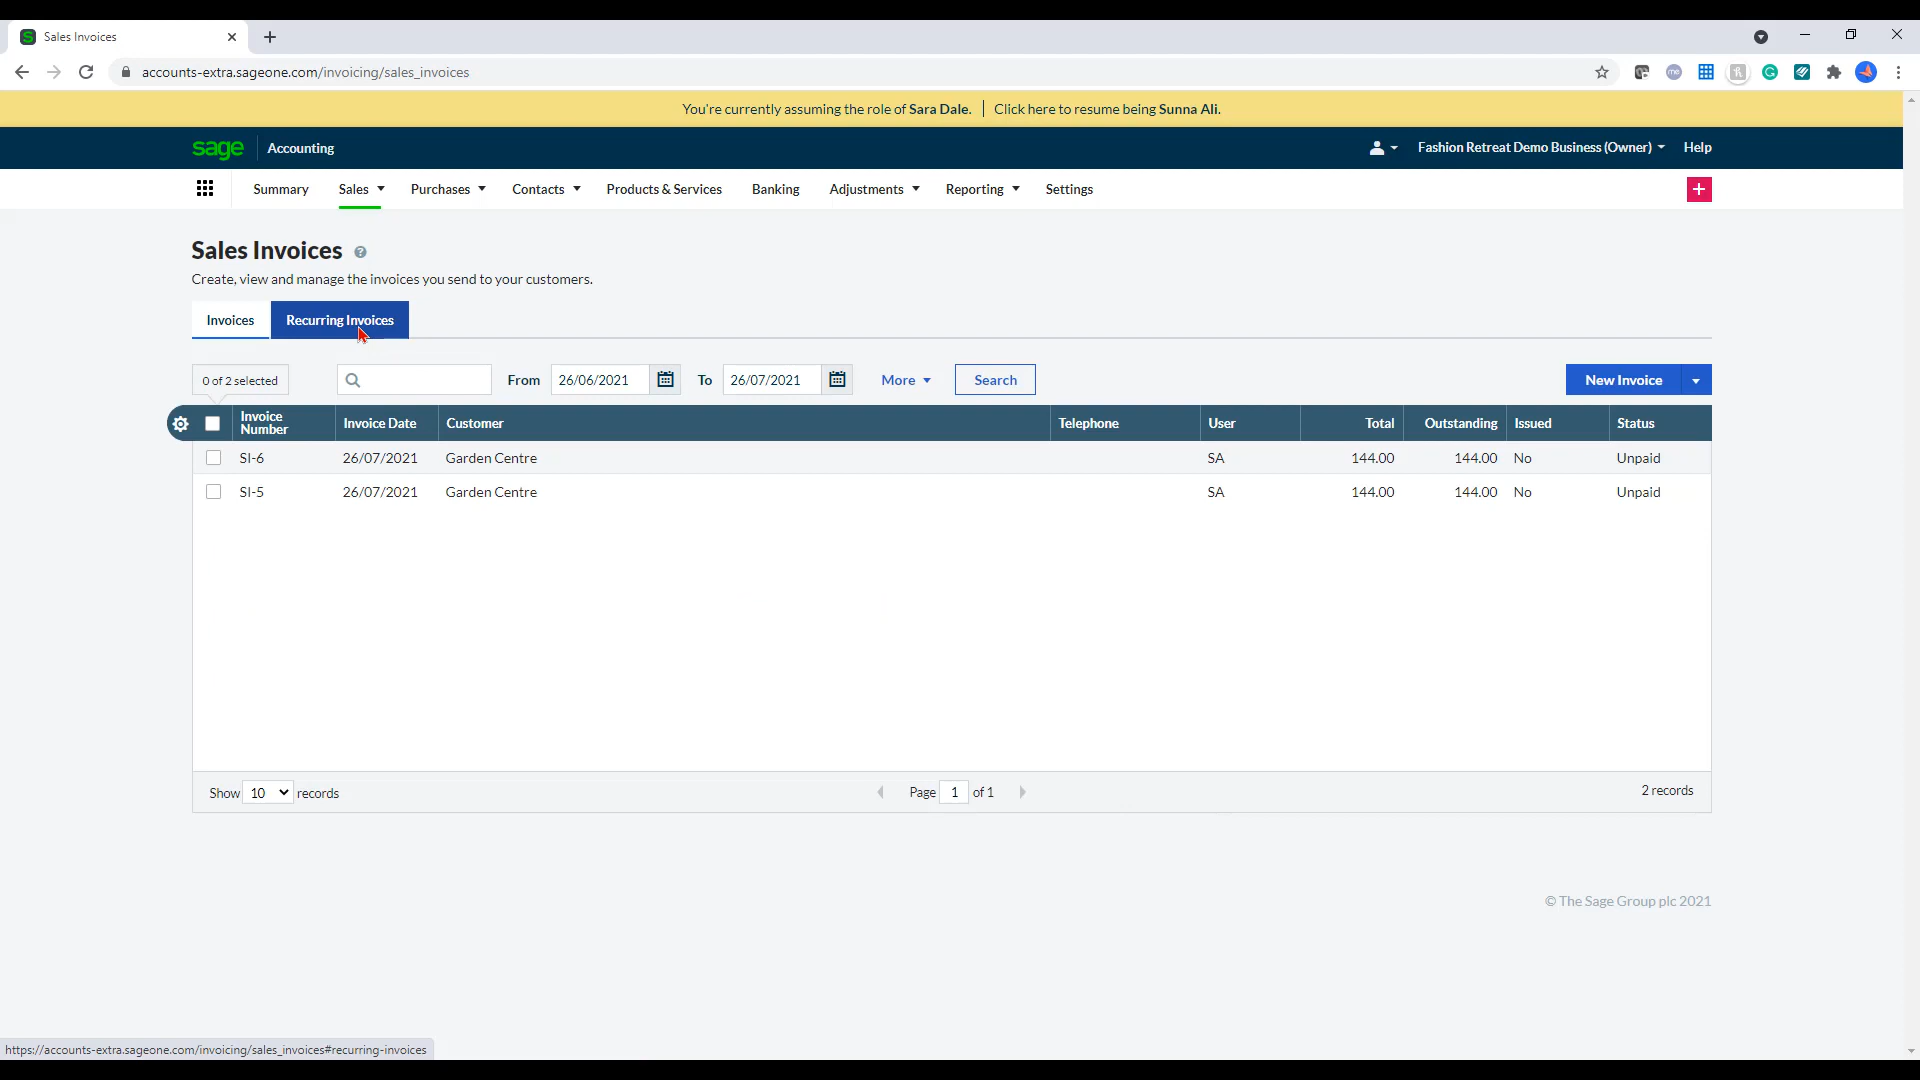 Sales Invoices
accounts-extra.sageone.com/invoicing/sales_invoices
You're currently assuming the role of Sara Dale. | Click here to resume being Sunna Ali.
sage Accounting Fashion Retreat Demo Business (Owner) Help
Summary Sales Purchases Contacts Products & Services Banking Adjustments Reporting Settings +
Sales Invoices ?
Create, view and manage the invoices you send to your customers.
Invoices Recurring Invoices
0 of 2 selected From 26/06/2021 To 26/07/2021 More Search New Invoice
Invoice Number Invoice Date Customer Telephone User Total Outstanding Issued Status
SI-6 26/07/2021 Garden Centre SA 144.00 144.00 No Unpaid
SI-5 26/07/2021 Garden Centre SA 144.00 144.00 No Unpaid
Show 10 records Page 1 of 1 2 records
© The Sage Group plc 2021
https://accounts-extra.sageone.com/invoicing/sales_invoices#recurring-invoices